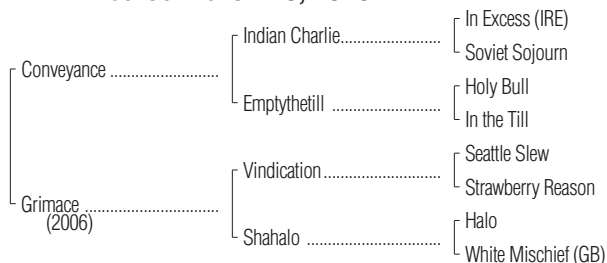 In Excess (IRE)
Indian Charlie
Soviet Sojourn
Conveyance
Holy Bull
Emptythetill
In the Till
Seattle Slew
Vindication
Strawberry Reason
Grimace
(2006)
Halo
Shahalo
White Mischief (GB)